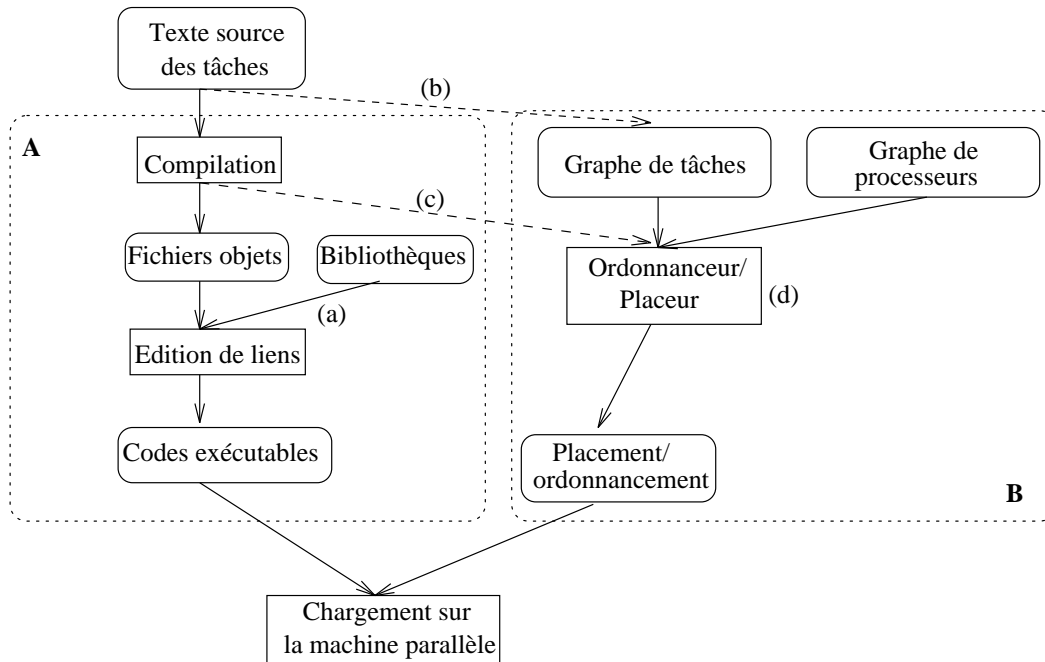 Texte source
des tâches
(b)
A
Compilation
Graphe de tâches
Graphe de
processeurs
(c)
Fichiers objets
Bibliothèques
Ordonnanceur/
Placeur
(d)
(a)
Edition de liens
Codes exécutables
Placement/
ordonnancement
B
Chargement sur
la machine parallèle